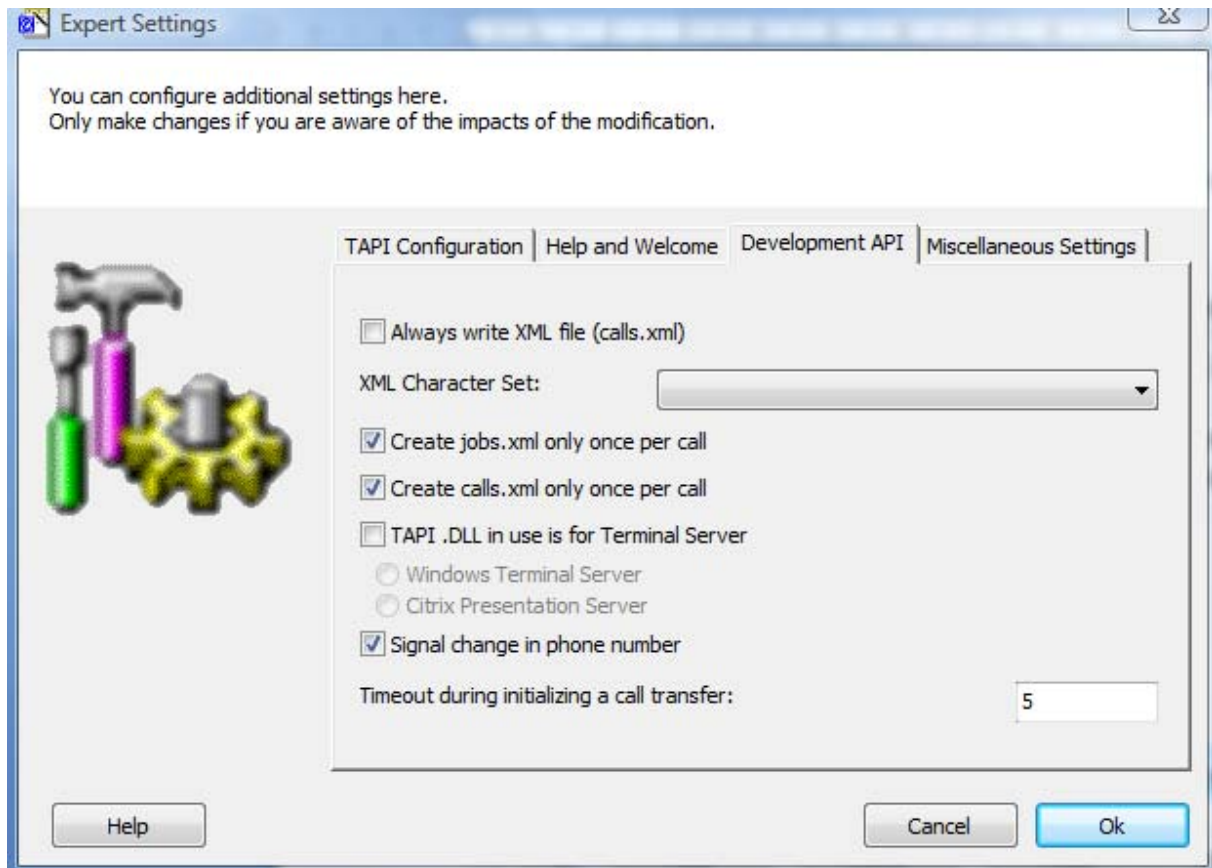 Expert Settings
You can configure additional settings here.
Only make changes if you are aware of the impacts of the modification.
TAPI Configuration
Help and Welcome
Development API
Miscellaneous Settings
Always write XML file (calls.xml)
XML Character Set:
Create jobs.xml only once per call
Create calls.xml only once per call
TAPI .DLL in use is for Terminal Server
Windows Terminal Server
Citrix Presentation Server
Signal change in phone number
Timeout during initializing a call transfer:
5
Help
Cancel
Ok